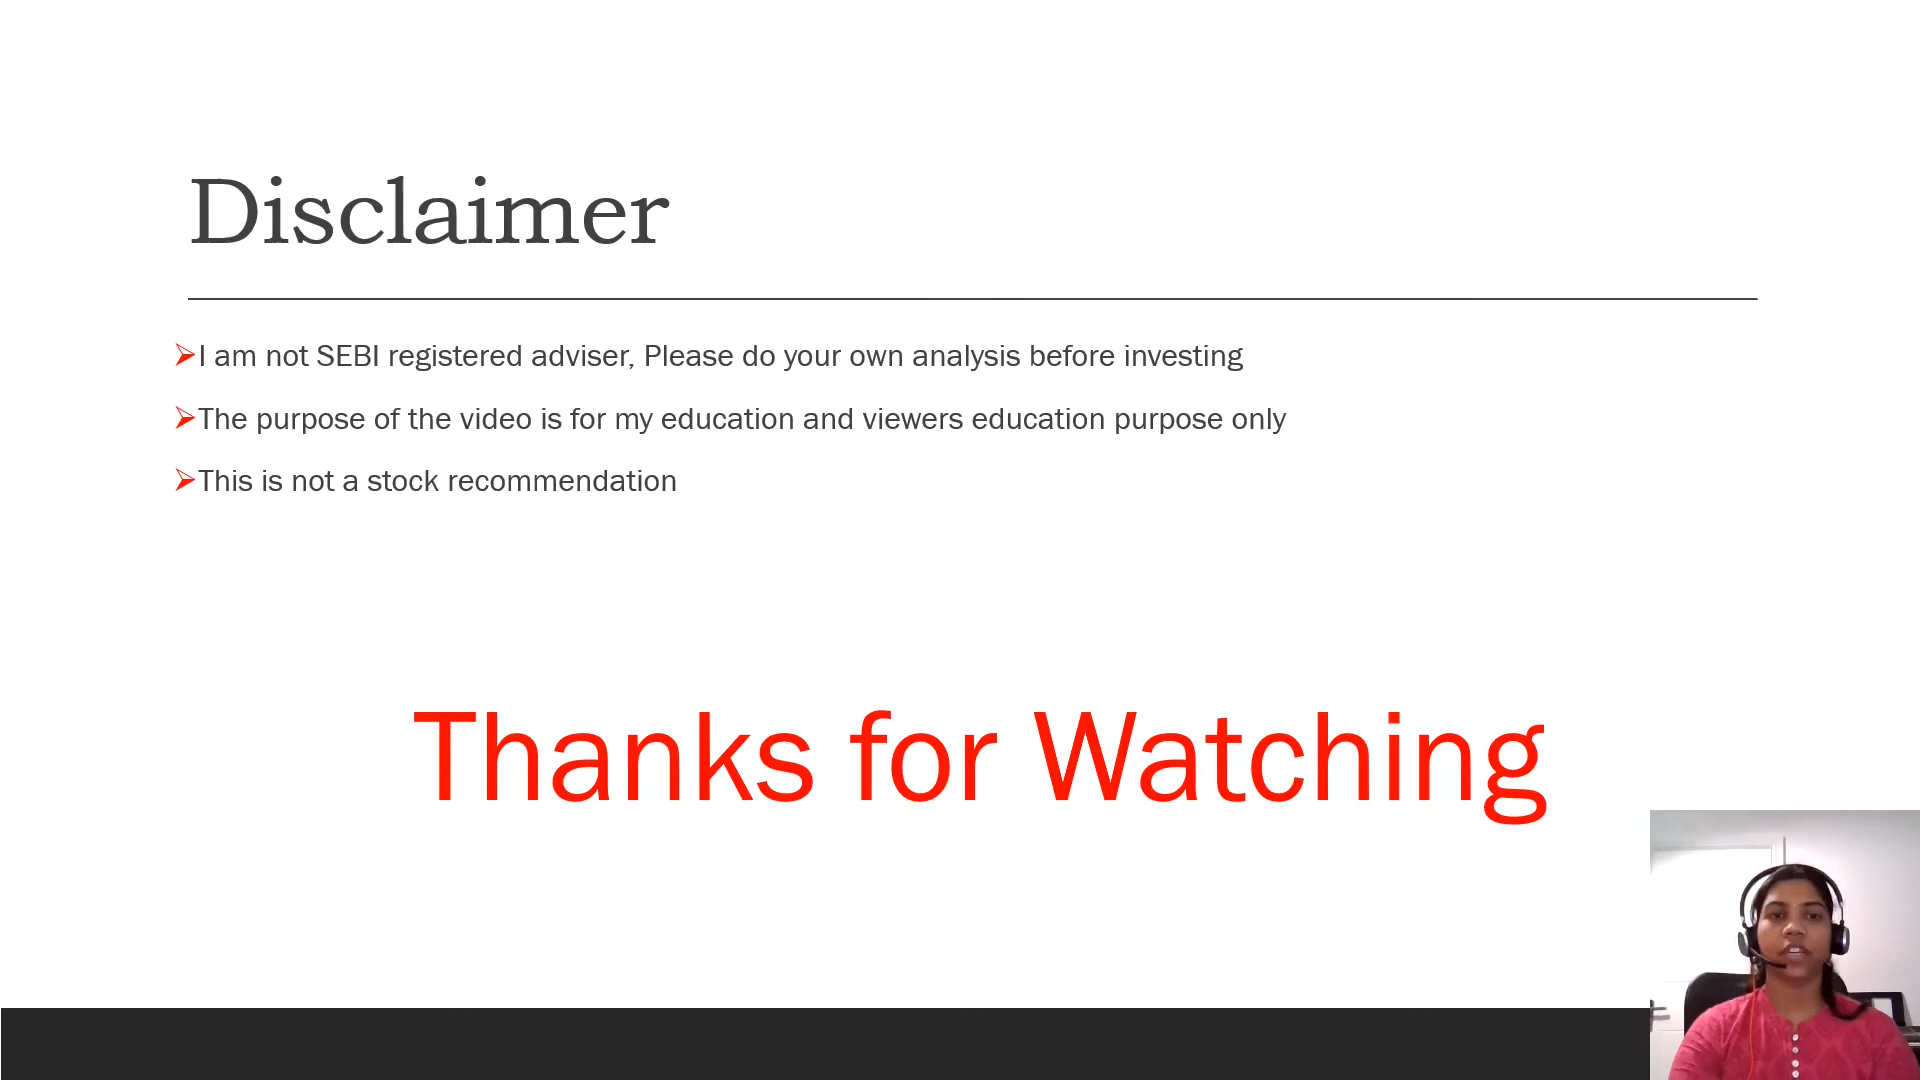 Disclaimer
I am not SEBI registered adviser, Please do your own analysis before investing
The purpose of the video is for my education and viewers education purpose only
This is not a stock recommendation
Thanks for Watching